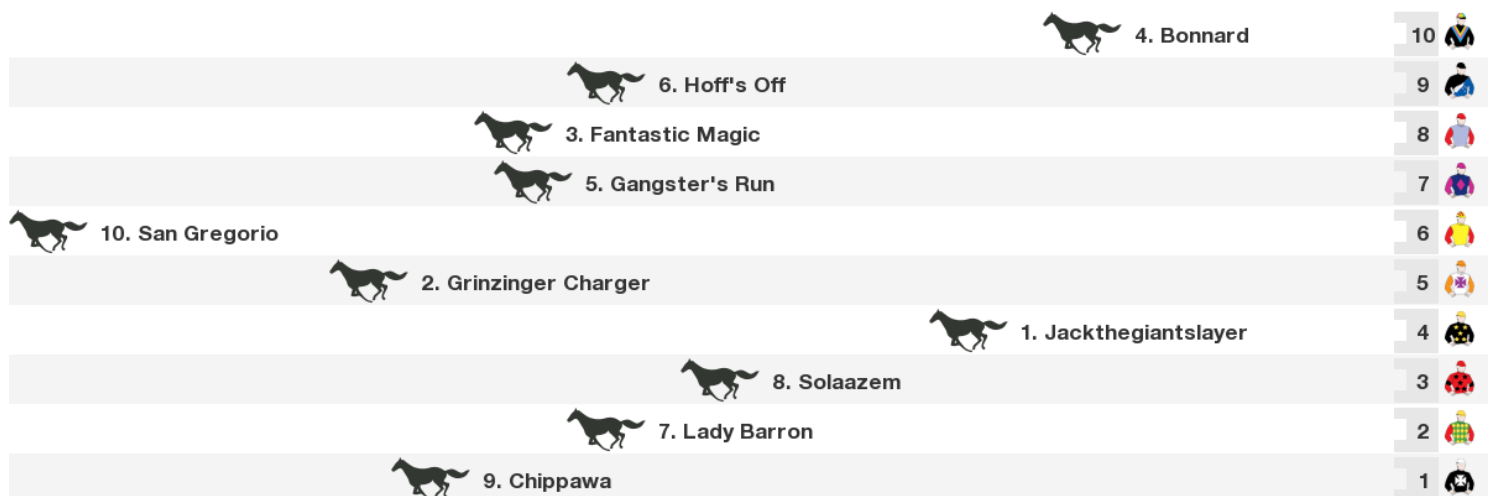 4. Bonnard 10
6. Hoff's Off 9
3. Fantastic Magic 8
5. Gangster's Run 7
10. San Gregorio 6
2. Grinzinger Charger 5
1. Jackthegiantslayer 4
8. Solaazem 3
7. Lady Barron 2
9. Chippawa 1